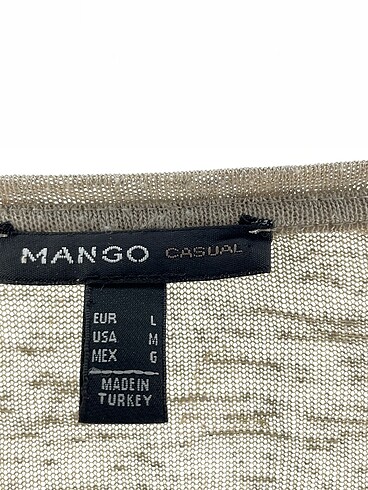 MANGO CASUAL
EUR L
USA M
MEX G
MADE IN
TURKEY